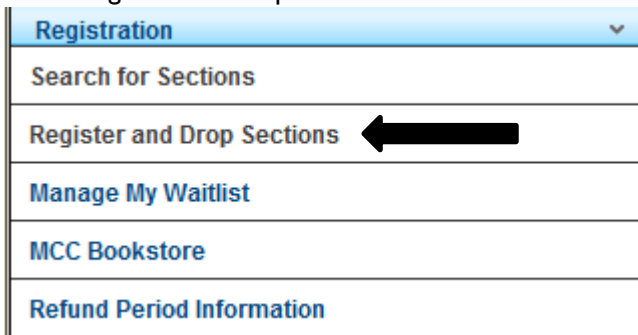 Registration
Search for Sections
Register and Drop Sections
Manage My Waitlist
MCC Bookstore
Refund Period Information